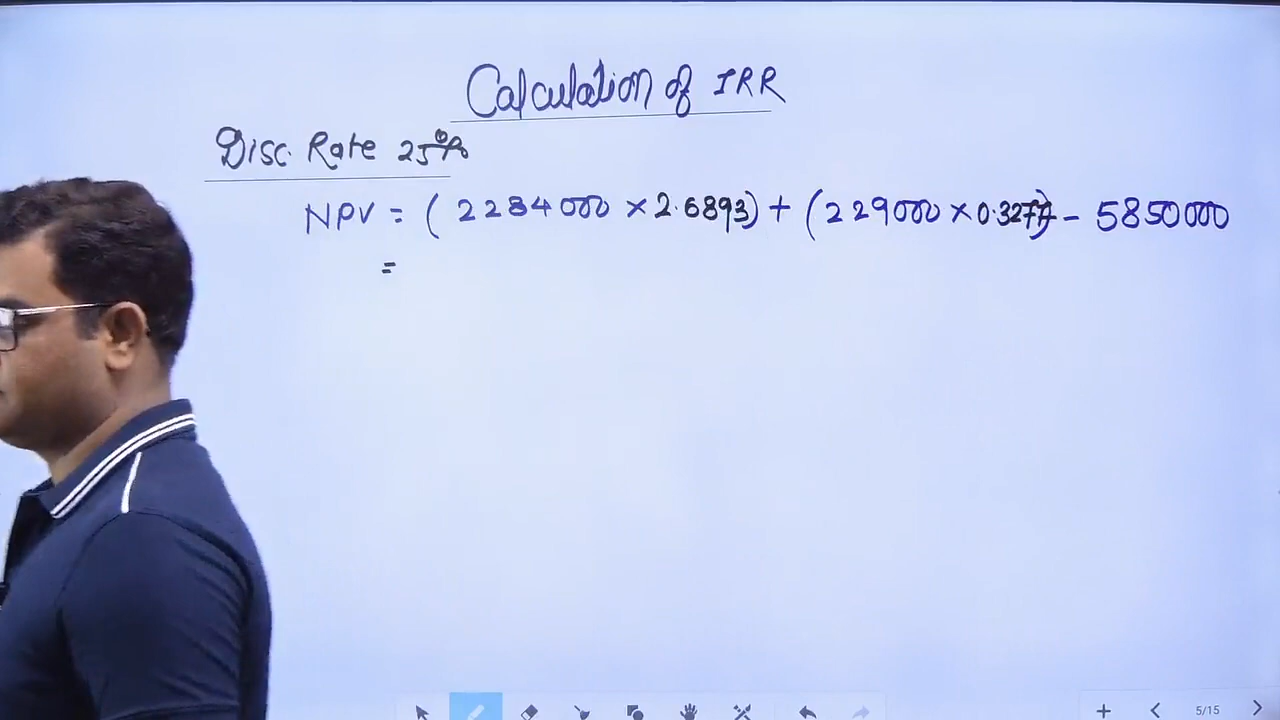 Calculation of IRR
Disc. Rate 25%
NPV = (2284000 × 2.6893) + (229000 × 0.3277) - 5850000
=
5/15